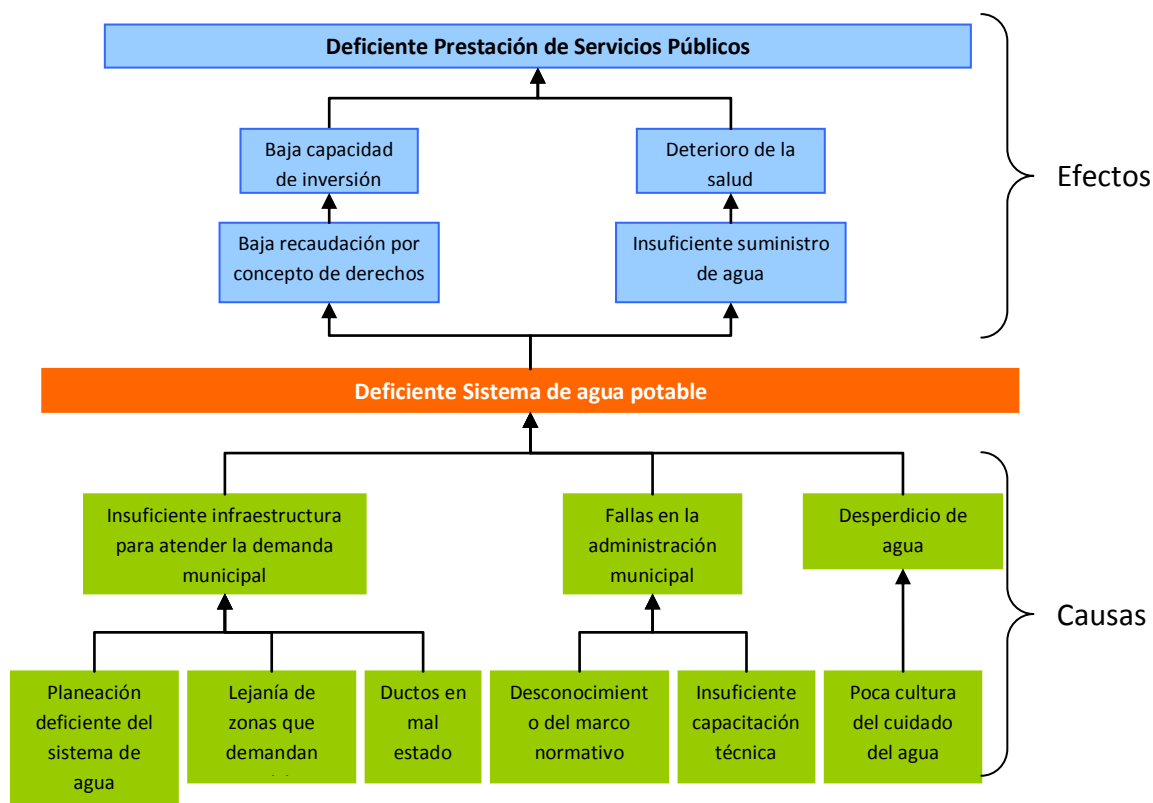 Deficiente Prestación de Servicios Públicos
Baja capacidad
de inversión
Deterioro de la
salud
Efectos
Baja recaudación por
concepto de derechos
Insuficiente suministro
de agua
Deficiente Sistema de agua potable
Insuficiente infraestructura
para atender la demanda
municipal
Fallas en la
administración
municipal
Desperdicio de
agua
Causas
Planeación
deficiente del
sistema de
agua
Lejanía de
zonas que
demandan
Ductos en
mal
estado
Desconocimient
o del marco
normativo
Insuficiente
capacitación
técnica
Poca cultura
del cuidado
del agua